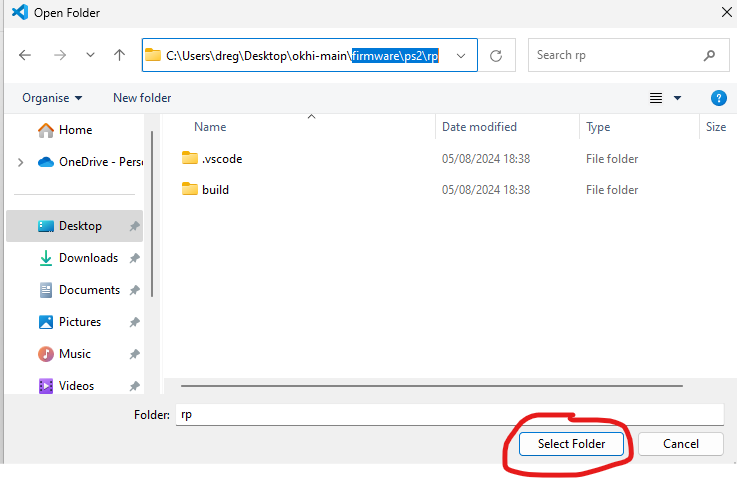 Open Folder
C:\Users\dreg\Desktop\okhi-main\firmware\ps2\rp
Search rp
Organise
New folder
Name
Date modified
Type
Size
Home
OneDrive - Perso
Desktop
Downloads
Documents
Pictures
Music
Videos
.vscode
05/08/2024 18:38
File folder
build
05/08/2024 18:38
File folder
Folder:
rp
Select Folder
Cancel